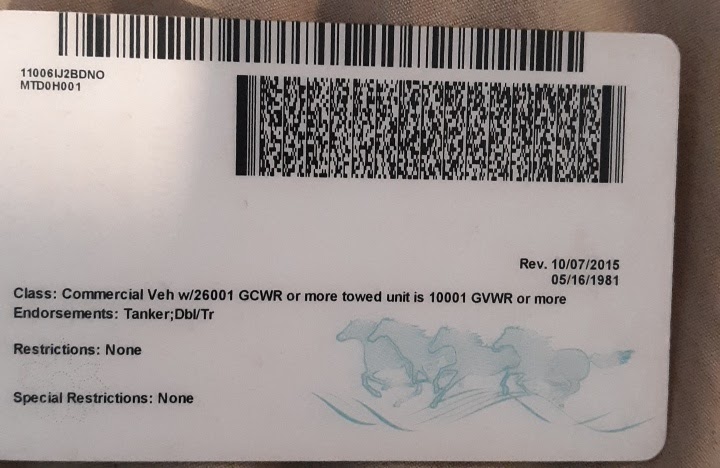 11006IJ2BDNO
MTD0H001
Rev. 10/07/2015
05/16/1981
Class: Commercial Veh w/26001 GCWR or more towed unit is 10001 GVWR or more
Endorsements: Tanker;Dbl/Tr
Restrictions: None
Special Restrictions: None